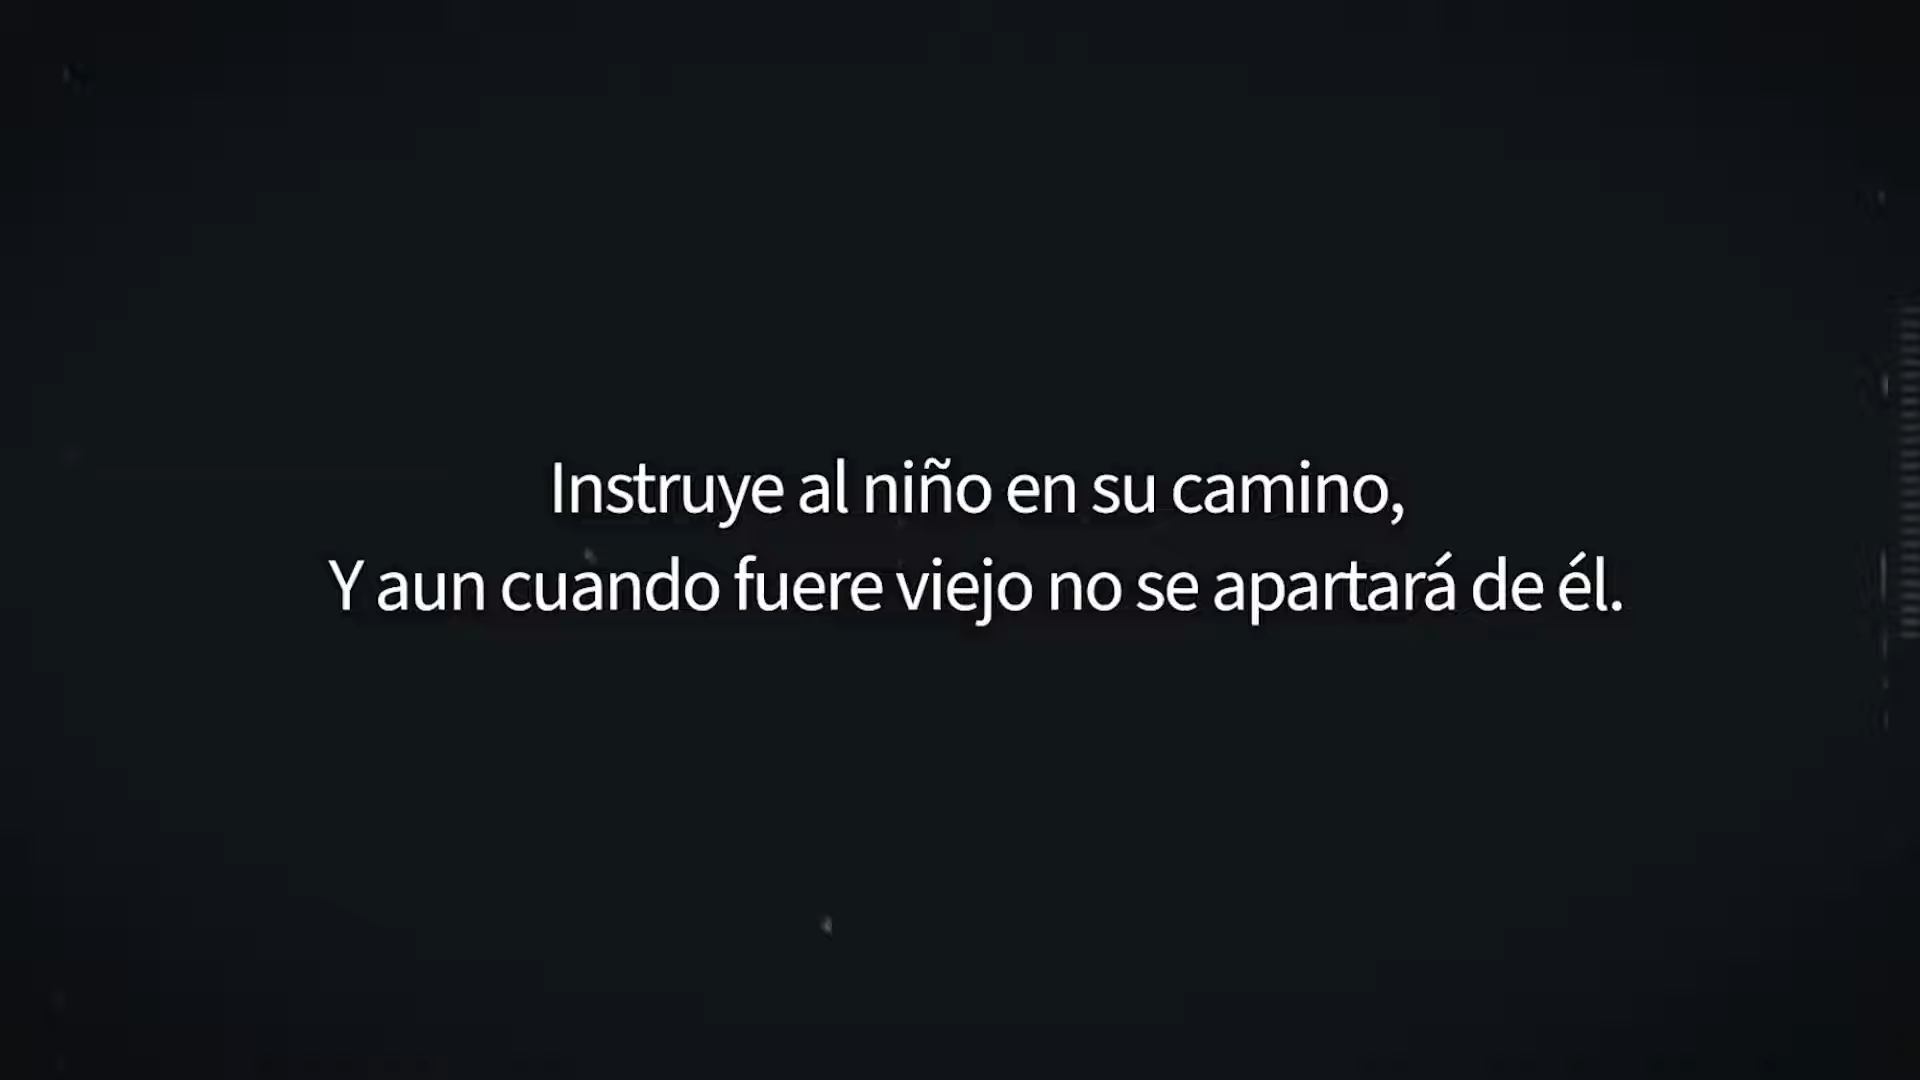 Instruye al niño en su camino,
Y aun cuando fuere viejo no se apartará de él.